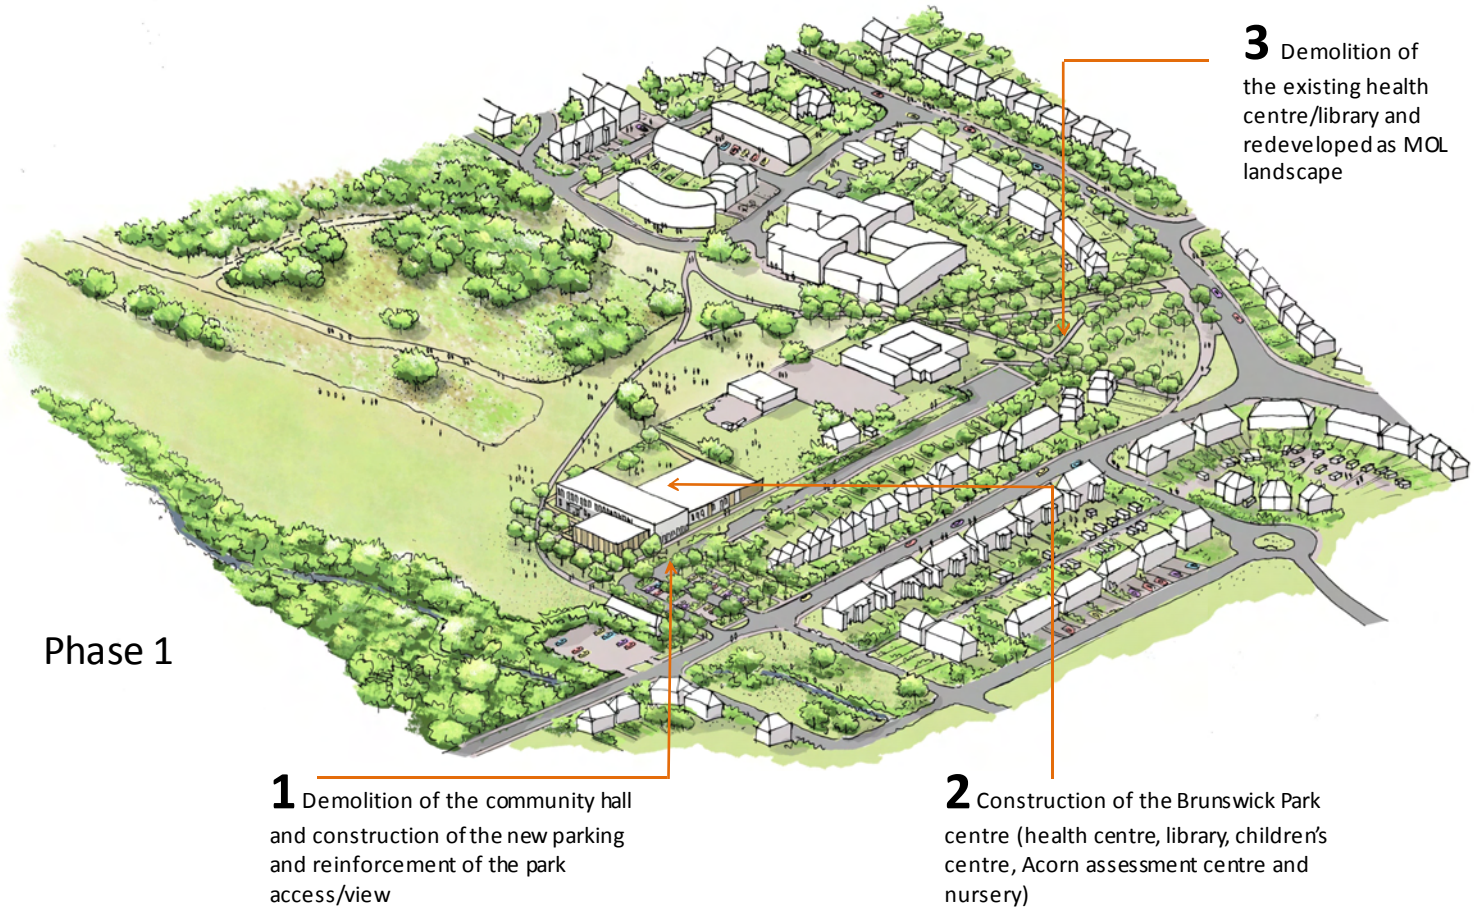 3 Demolition of
the existing health
centre/library and
redeveloped as MOL
landscape
Phase 1
1 Demolition of the community hall
and construction of the new parking
and reinforcement of the park
access/view
2 Construction of the Brunswick Park
centre (health centre, library, children’s
centre, Acorn assessment centre and
nursery)